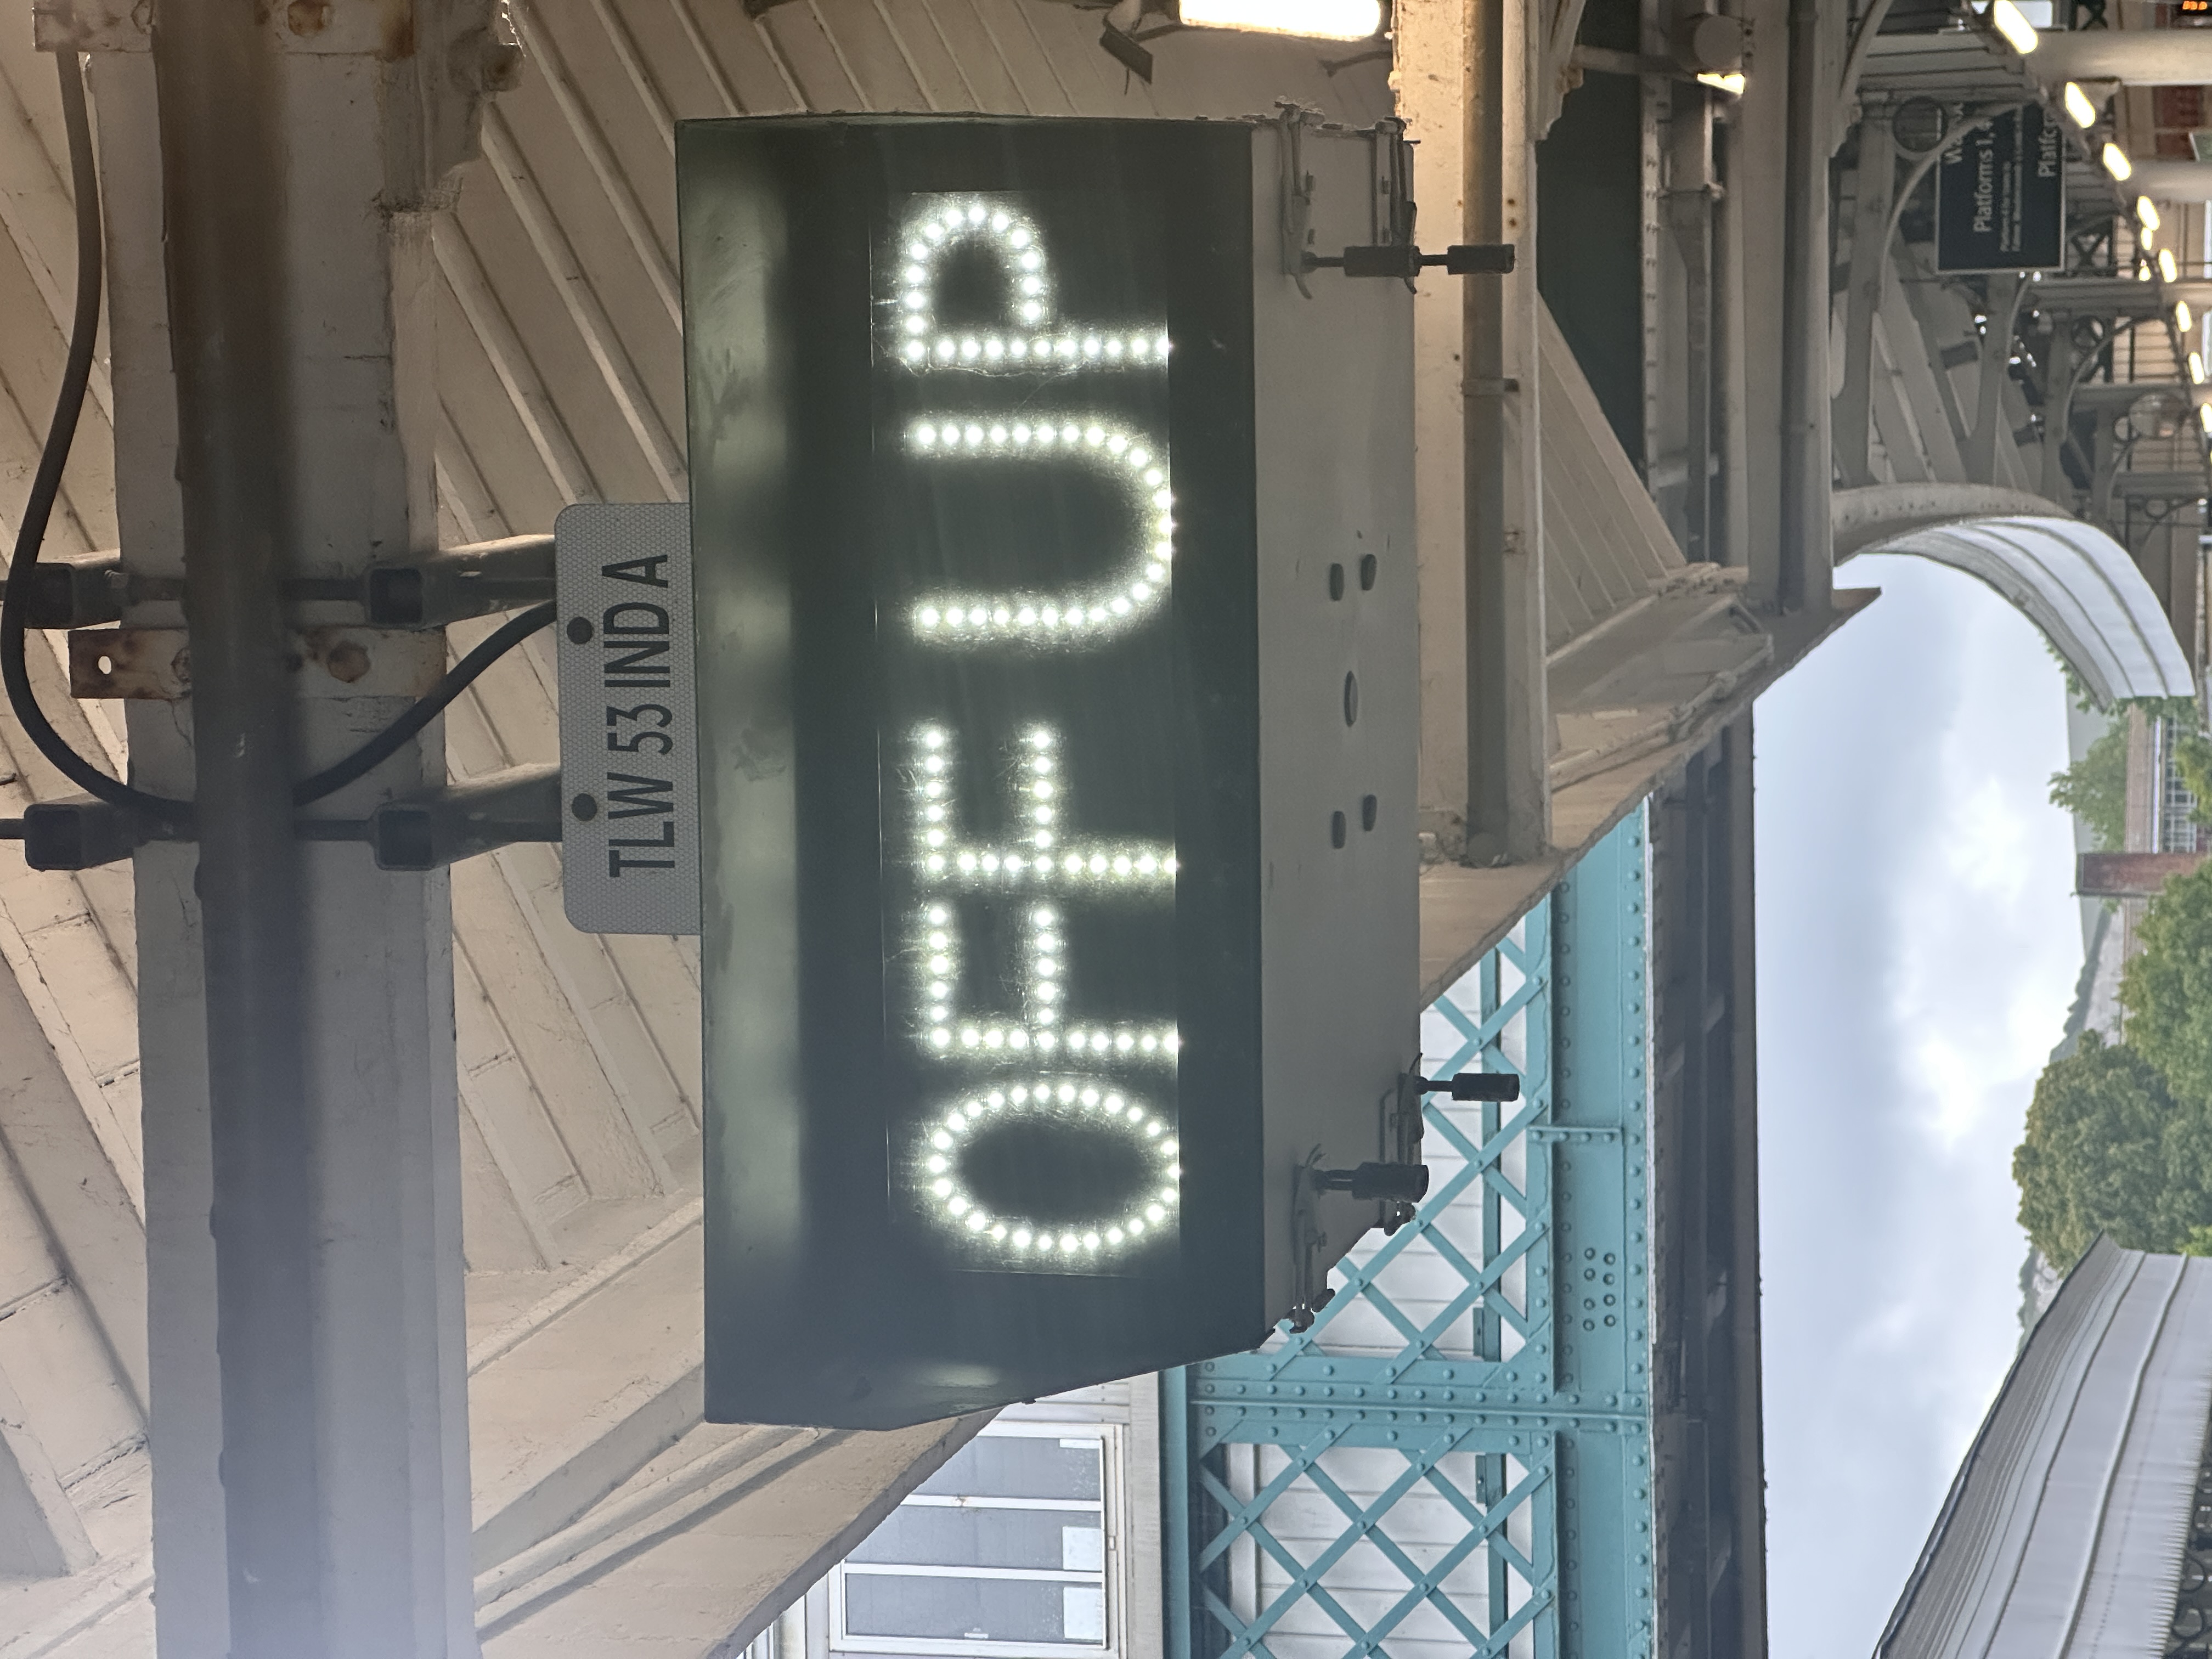 TLW 53 IND A
OFF UP
Platforms 1,